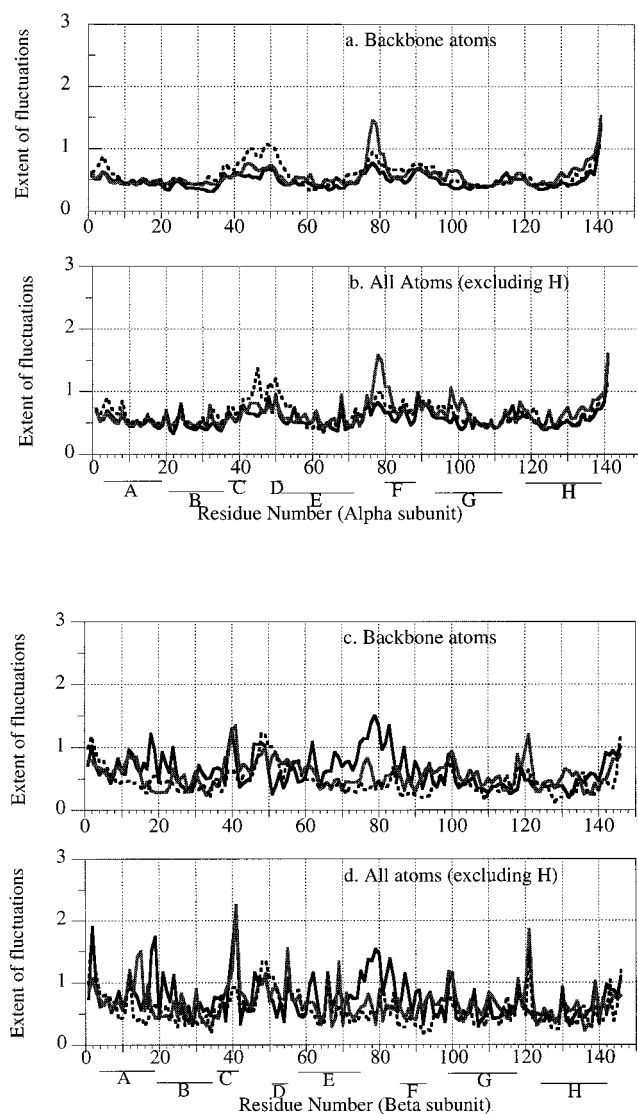 3
a. Backbone atoms
2
Extent of fluctuations
1
0
0 20 40 60 80 100 120 140
3
b. All Atoms (excluding H)
2
Extent of fluctuations
1
0
0 20 40 60 80 100 120 140
A B C D E F G H
Residue Number (Alpha subunit)
3
c. Backbone atoms
2
Extent of fluctuations
1
0
0 20 40 60 80 100 120 140
3
d. All atoms (excluding H)
2
Extent of fluctuations
1
0
0 20 40 60 80 100 120 140
A B C D E F G H
Residue Number (Beta subunit)